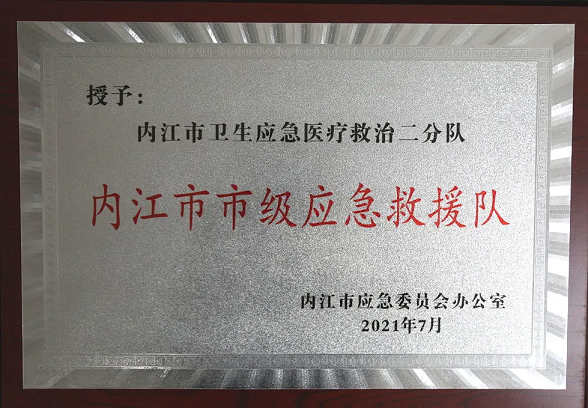 授予：
内江市卫生应急医疗救治二分队
内江市市级应急救援队
内江市应急委员会办公室
2021年7月